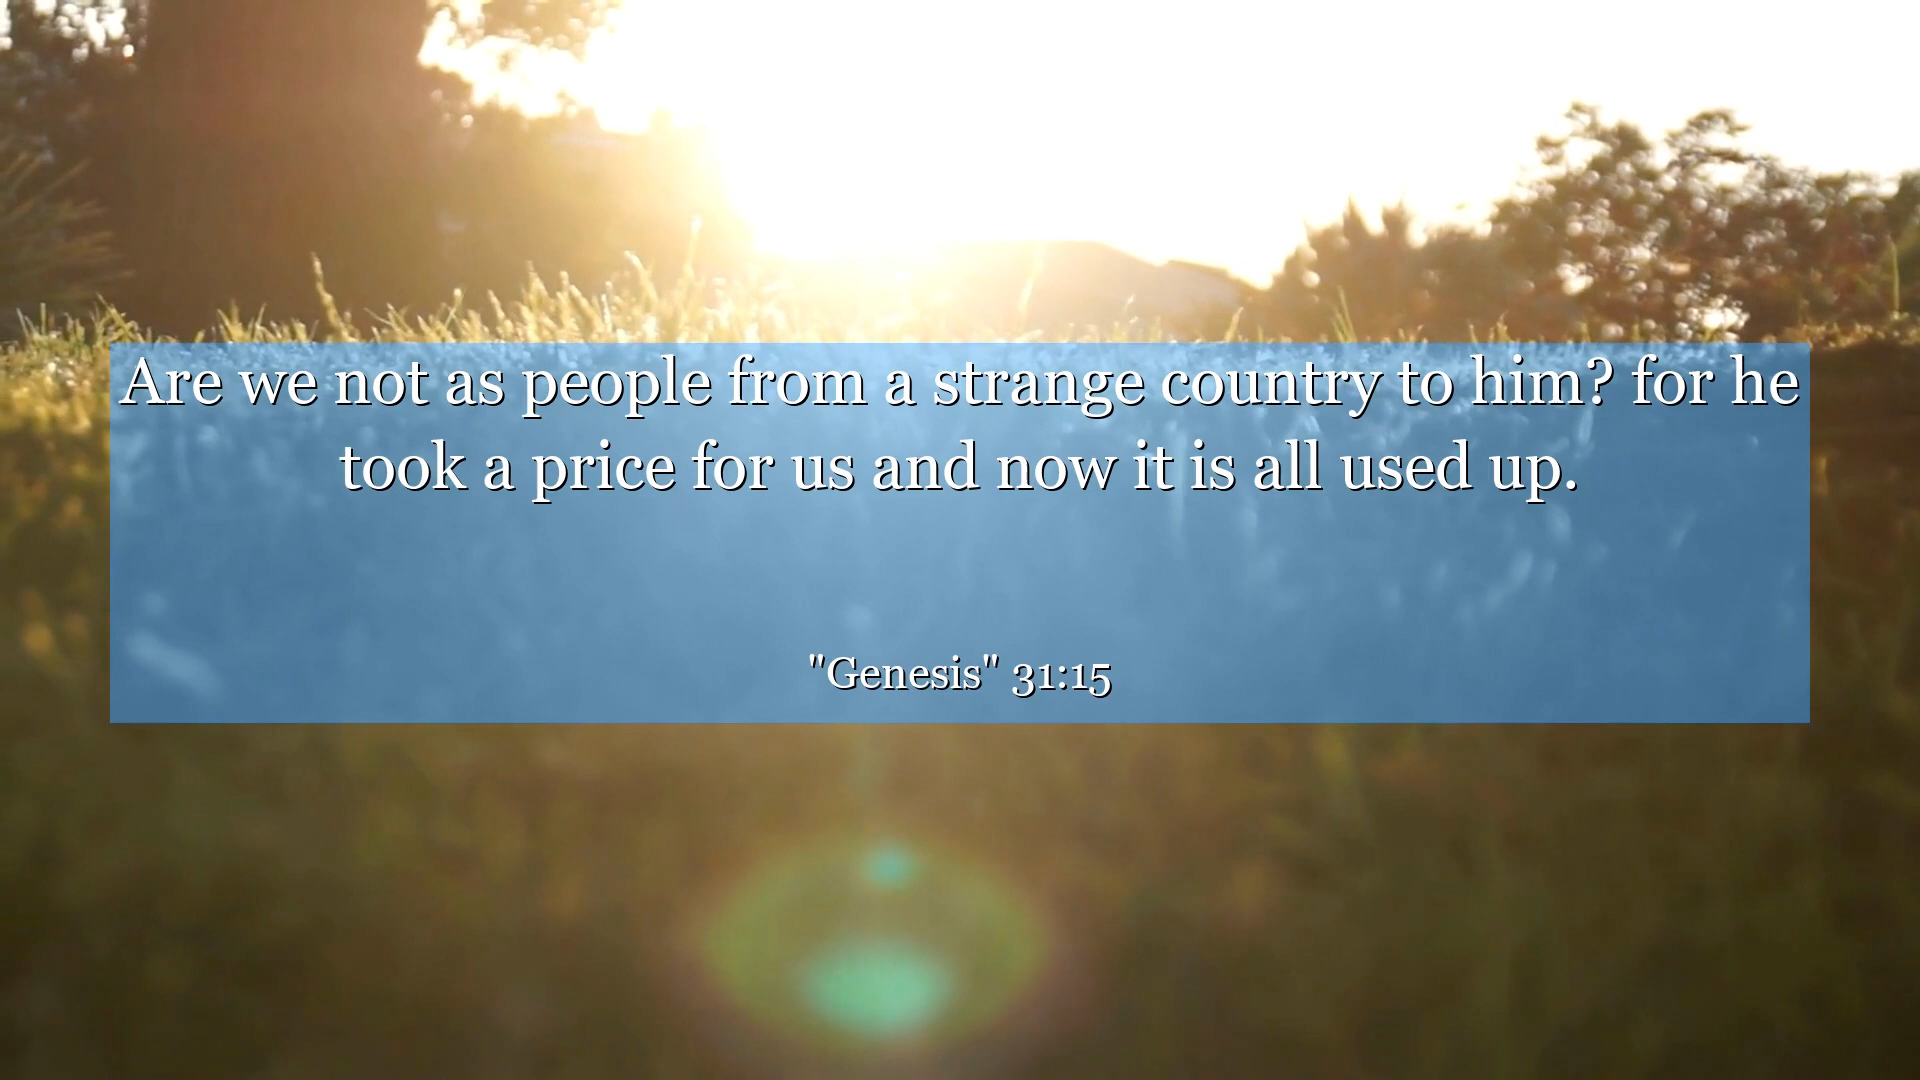 Are we not as people from a strange country to him? for he
took a price for us and now it is all used up.
"Genesis" 31:15